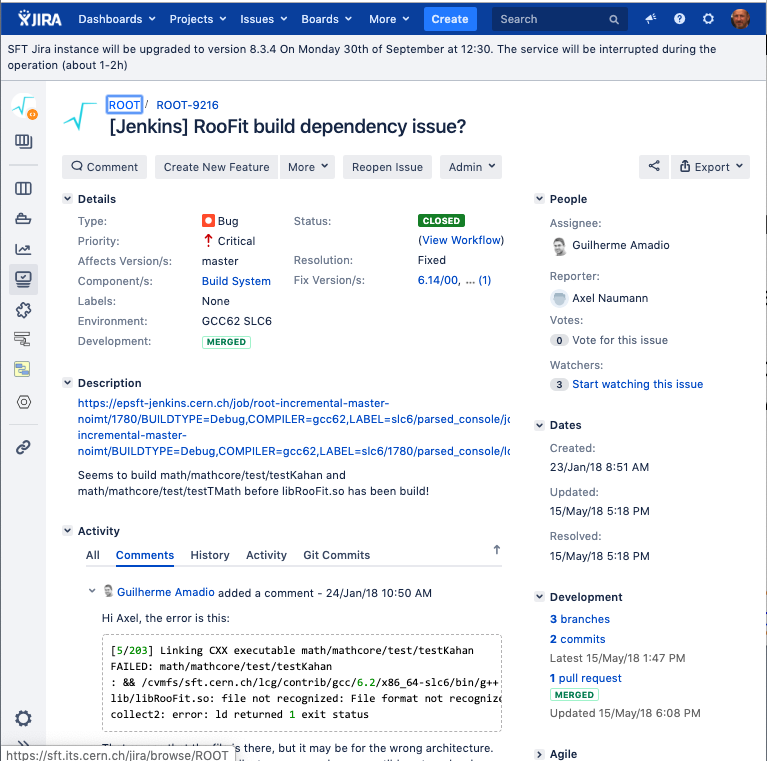 JIRA Dashboards Projects Issues Boards More Create Search
SFT Jira instance will be upgraded to version 8.3.4 On Monday 30th of September at 12:30. The service will be interrupted during the
operation (about 1-2h)
ROOT / ROOT-9216
[Jenkins] RooFit build dependency issue?
Comment Create New Feature More Reopen Issue Admin Export
Details
Type: Bug Status: CLOSED
(View Workflow)
Priority: Critical
Affects Version/s: master Resolution: Fixed
Component/s: Build System Fix Version/s: 6.14/00, ... (1)
Labels: None
Environment: GCC62 SLC6
Development: MERGED
Description
https://epsft-jenkins.cern.ch/job/root-incremental-master-
noimt/1780/BUILDTYPE=Debug,COMPILER=gcc62,LABEL=slc6/parsed_console/jo
incremental-master-
noimt/BUILDTYPE=Debug,COMPILER=gcc62,LABEL=slc6/1780/parsed_console/lo
Seems to build math/mathcore/test/testKahan and
math/mathcore/test/testTMath before libRooFit.so has been build!
Activity
All Comments History Activity Git Commits
Guilherme Amadio added a comment - 24/Jan/18 10:50 AM
Hi Axel, the error is this:
[5/203] Linking CXX executable math/mathcore/test/testKahan
FAILED: math/mathcore/test/testKahan
: && /cvmfs/sft.cern.ch/lcg/contrib/gcc/6.2/x86_64-slc6/bin/g++
lib/libRooFit.so: file not recognized: File format not recognize
collect2: error: ld returned 1 exit status
there, but it may be for the wrong architecture.
People
Assignee:
Guilherme Amadio
Reporter:
Axel Naumann
Votes:
0 Vote for this issue
Watchers:
3 Start watching this issue
Dates
Created:
23/Jan/18 8:51 AM
Updated:
15/May/18 5:18 PM
Resolved:
15/May/18 5:18 PM
Development
3 branches
2 commits
Latest 15/May/18 1:47 PM
1 pull request
MERGED
Updated 15/May/18 6:08 PM
Agile
https://sft.its.cern.ch/jira/browse/ROOT